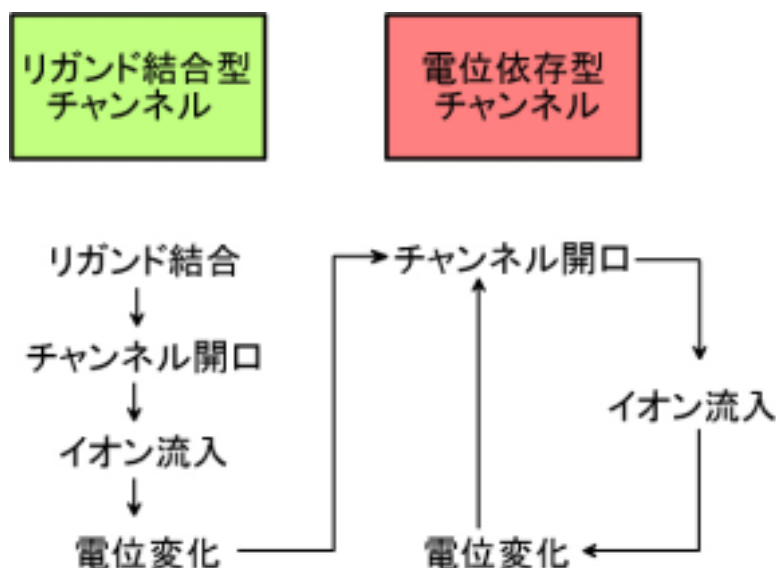 リガンド結合型
チャンネル
電位依存型
チャンネル
リガンド結合
チャンネル開口
イオン流入
電位変化
チャンネル開口
イオン流入
電位変化